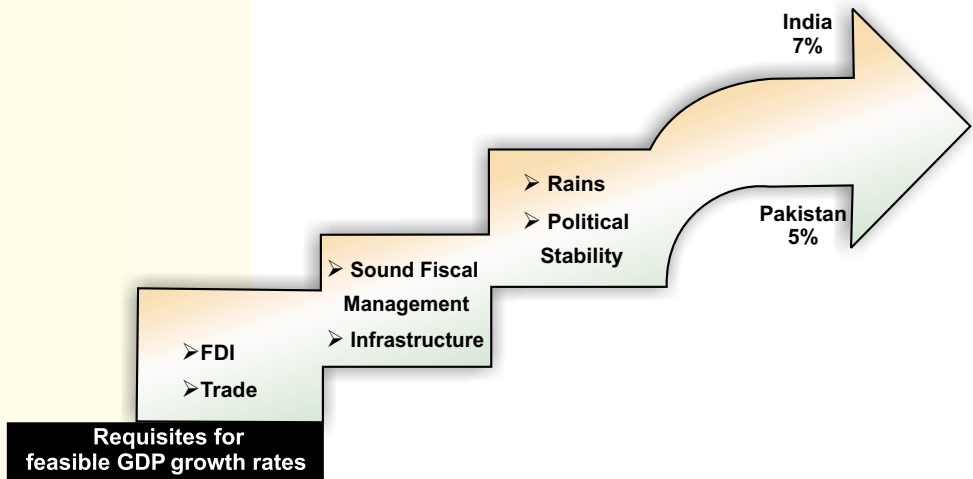 India
7%
➢ Rains
➢ Political
Stability
Pakistan
5%
➢ Sound Fiscal
Management
➢ Infrastructure
➢FDI
➢Trade
Requisites for
feasible GDP growth rates